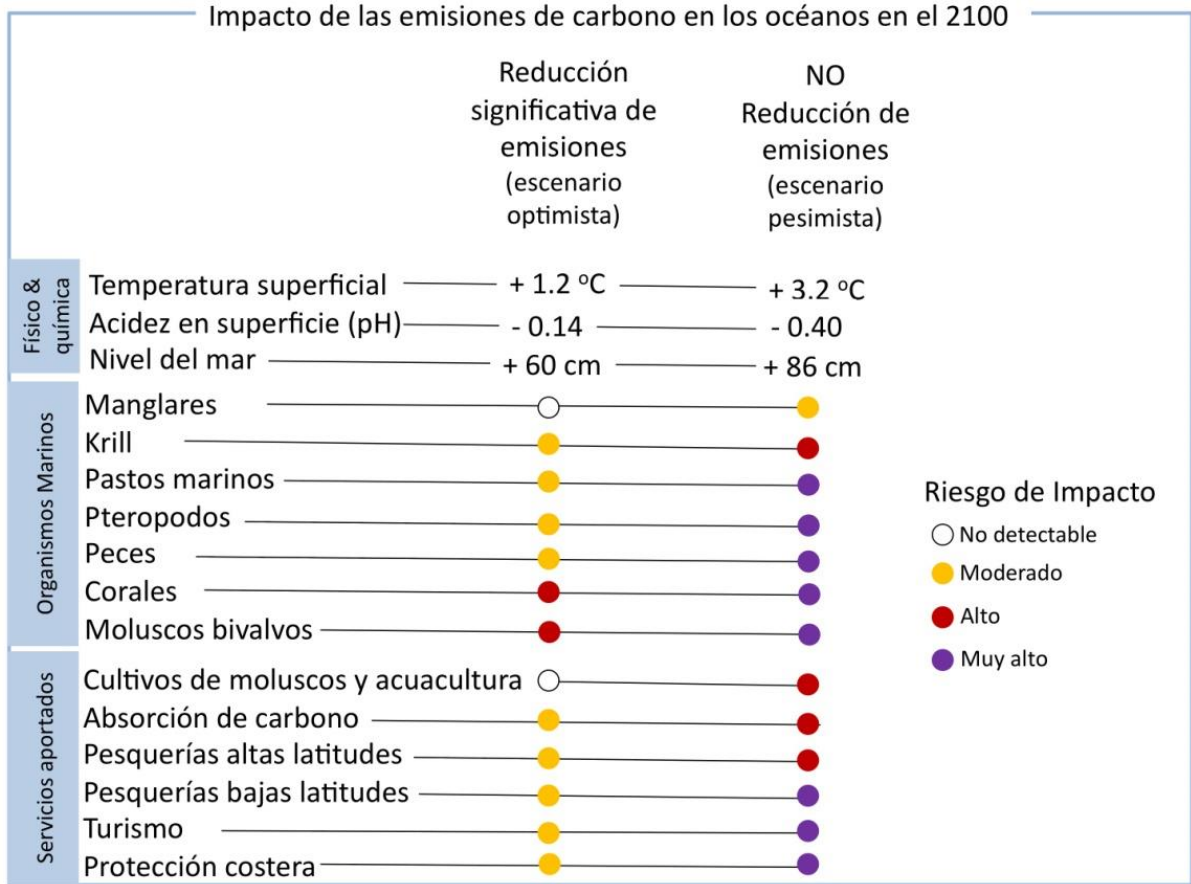 Impacto de las emisiones de carbono en los océanos en el 2100
Reducción
significativa de
emisiones
(escenario
optimista)
NO
Reducción de
emisiones
(escenario
pesimista)
Físico &
química
Temperatura superficial + 1.2 ºC + 3.2 ºC
Acidez en superficie (pH) - 0.14 - 0.40
Nivel del mar + 60 cm + 86 cm
Organismos Marinos
Manglares
Krill
Pastos marinos
Pteropodos
Peces
Corales
Moluscos bivalvos
Servicios aportados
Cultivos de moluscos y acuacultura
Absorción de carbono
Pesquerías altas latitudes
Pesquerías bajas latitudes
Turismo
Protección costera
Riesgo de Impacto
No detectable
Moderado
Alto
Muy alto